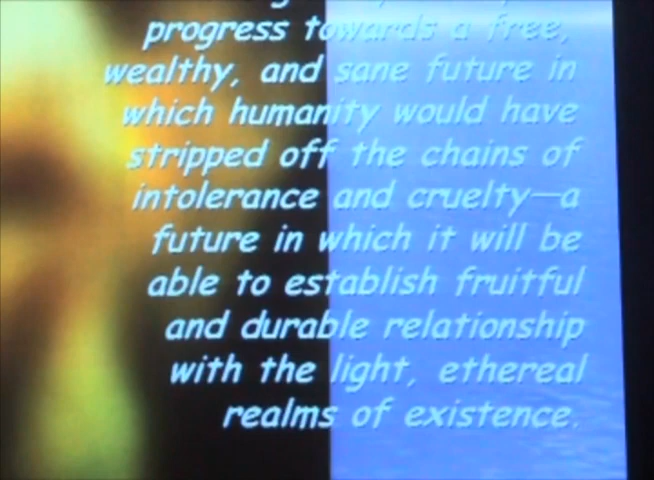 progress towards a free,
wealthy, and sane future in
which humanity would have
stripped off the chains of
intolerance and cruelty—a
future in which it will be
able to establish fruitful
and durable relationship
with the light, ethereal
realms of existence.